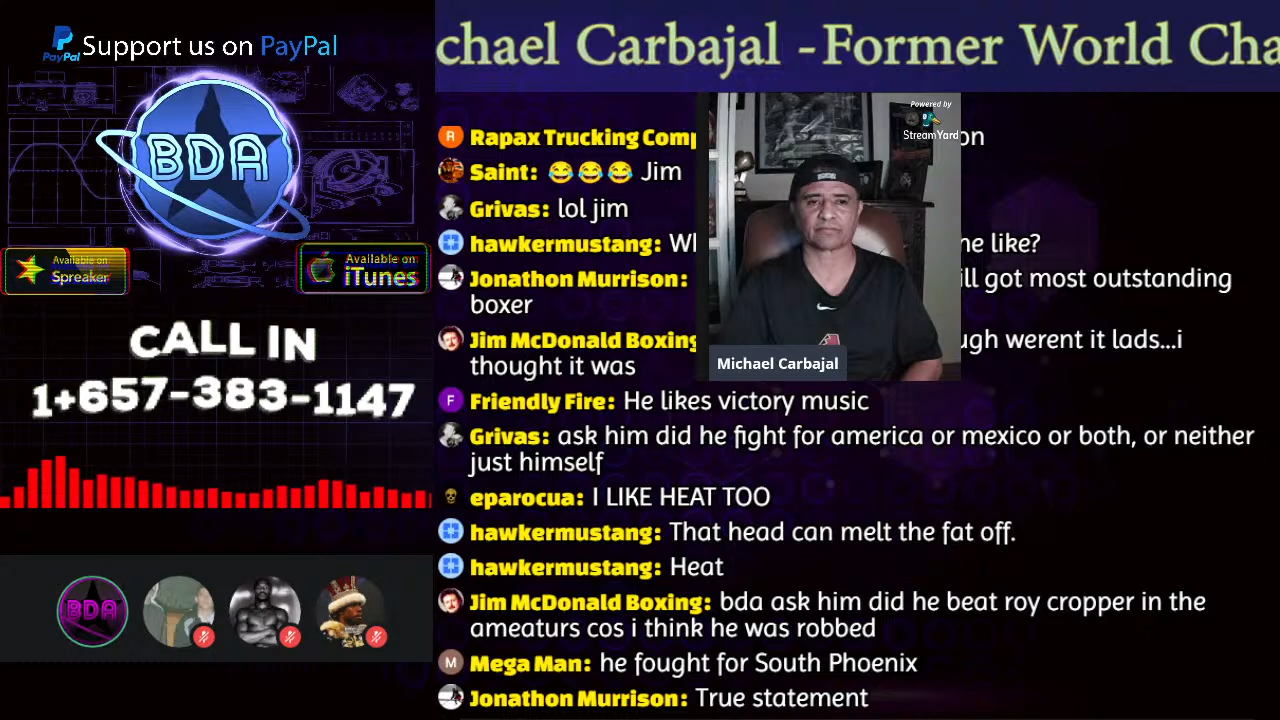 PayPal
Support us on PayPal
BDA
Available on
Spreaker
Available on
iTunes
CALL IN
1+657-383-1147
BDA
chael Carbajal -Former World Cha
Powered by
StreamYard
R
Rapax Trucking Comp on
Saint: 😂😂😂 Jim
Grivas: lol jim
hawkermustang: Wh ne like?
Jonathon Murrison: ill got most outstanding
boxer
Jim McDonald Boxing ugh werent it lads...i
thought it was
Michael Carbajal
F
Friendly Fire: He likes victory music
Grivas: ask him did he fight for america or mexico or both, or neither
just himself
eparocua: I LIKE HEAT TOO
hawkermustang: That head can melt the fat off.
hawkermustang: Heat
Jim McDonald Boxing: bda ask him did he beat roy cropper in the
ameaturs cos i think he was robbed
M
Mega Man: he fought for South Phoenix
Jonathon Murrison: True statement